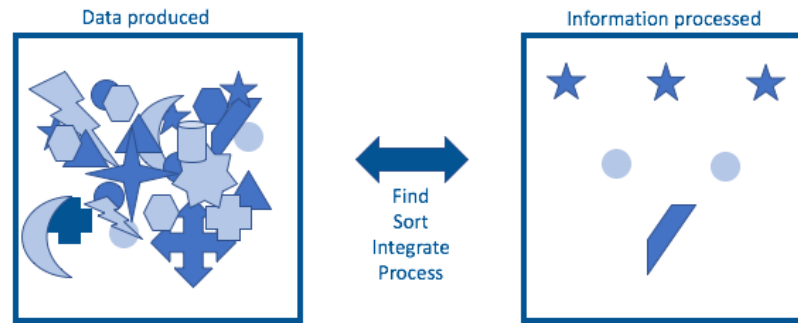 Data produced
Information processed
Find
Sort
Integrate
Process